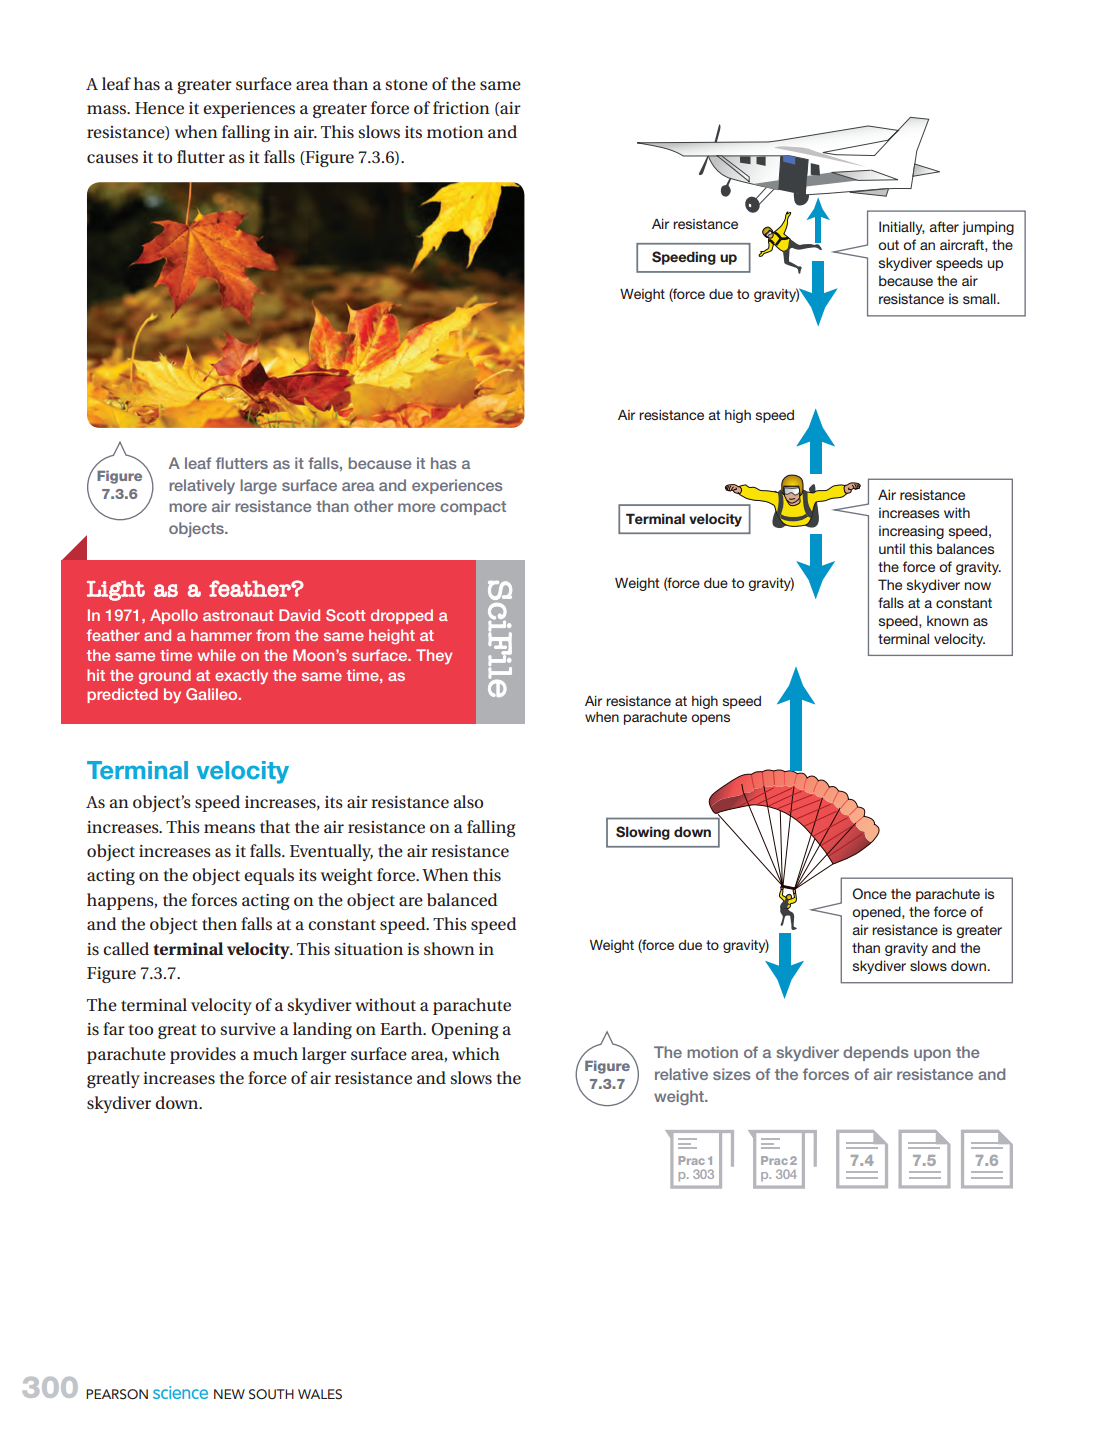 A leaf has a greater surface area than a stone of the same
mass. Hence it experiences a greater force of friction (air
resistance) when falling in air. This slows its motion and
causes it to flutter as it falls (Figure 7.3.6).
Figure
7.3.6
A leaf flutters as it falls, because it has a
relatively large surface area and experiences
more air resistance than other more compact
objects.
Light as a feather?
In 1971, Apollo astronaut David Scott dropped a
feather and a hammer from the same height at
the same time while on the Moon's surface. They
hit the ground at exactly the same time, as
predicted by Galileo.
SciFile
Terminal velocity
As an object's speed increases, its air resistance also
increases. This means that the air resistance on a falling
object increases as it falls. Eventually, the air resistance
acting on the object equals its weight force. When this
happens, the forces acting on the object are balanced
and the object then falls at a constant speed. This speed
is called terminal velocity. This situation is shown in
Figure 7.3.7.
The terminal velocity of a skydiver without a parachute
is far too great to survive a landing on Earth. Opening a
parachute provides a much larger surface area, which
greatly increases the force of air resistance and slows the
skydiver down.
Air resistance
Speeding up
Weight (force due to gravity)
Initially, after jumping
out of an aircraft, the
skydiver speeds up
because the air
resistance is small.
Air resistance at high speed
Terminal velocity
Weight (force due to gravity)
Air resistance
increases with
increasing speed,
until this balances
the force of gravity.
The skydiver now
falls at a constant
speed, known as
terminal velocity.
Air resistance at high speed
when parachute opens
Slowing down
Weight (force due to gravity)
Once the parachute is
opened, the force of
air resistance is greater
than gravity and the
skydiver slows down.
Figure
7.3.7
The motion of a skydiver depends upon the
relative sizes of the forces of air resistance and
weight.
Prac 1
p. 303
Prac 2
p. 304
7.4
7.5
7.6
300 PEARSON science NEW SOUTH WALES